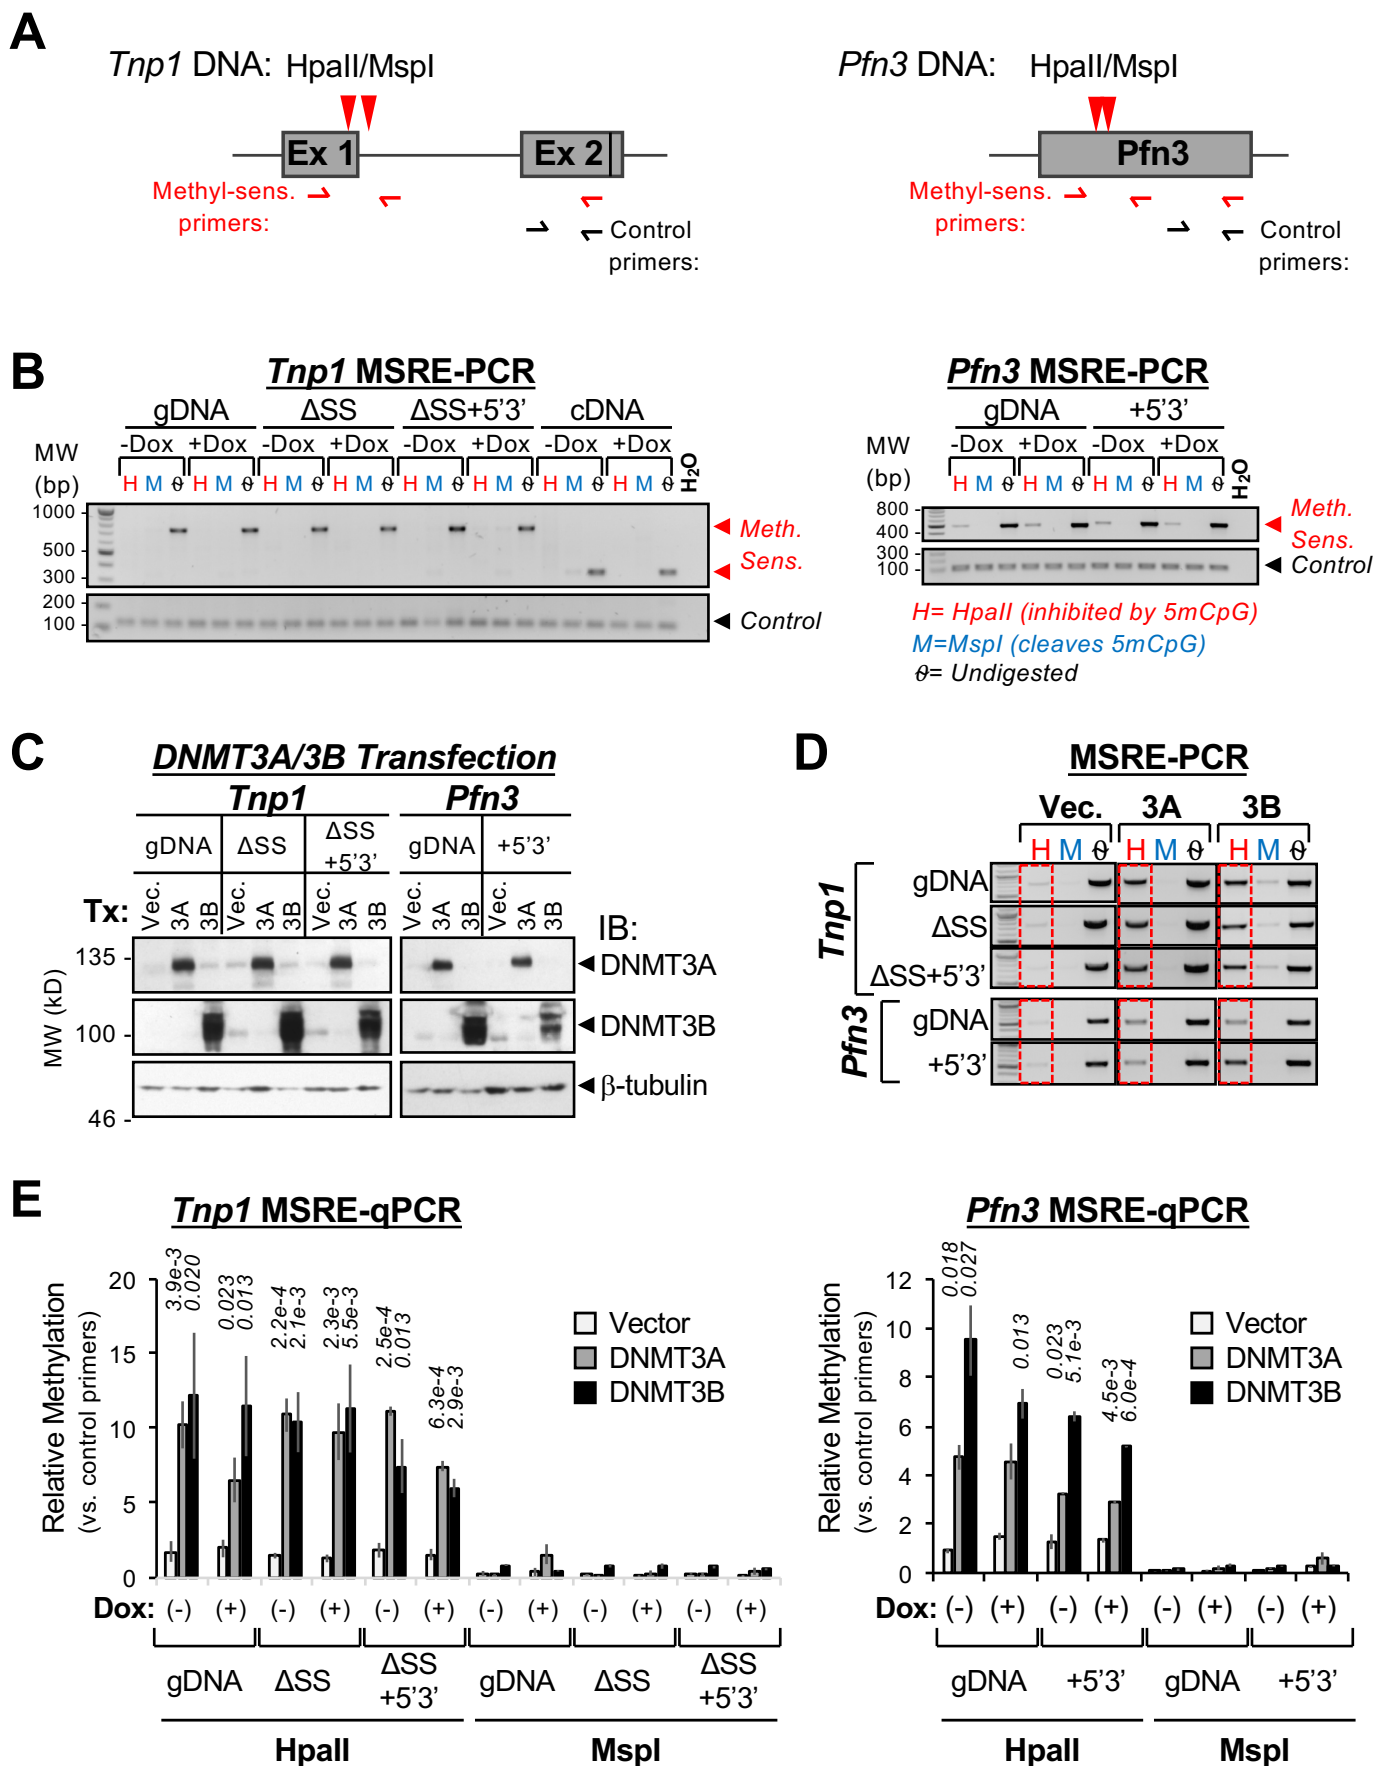 A
Tnp1 DNA: HpaII/MspI
Ex 1
Ex 2
Methyl-sens.
primers:
Control
primers:
Pfn3 DNA: HpaII/MspI
Pfn3
Methyl-sens.
primers:
Control
primers:
B
Tnp1 MSRE-PCR
gDNA ΔSS ΔSS+5’3’ cDNA
-Dox +Dox -Dox +Dox -Dox +Dox -Dox +Dox
MW
(bp)
H M ϑ H M ϑ H M ϑ H M ϑ H M ϑ H M ϑ H M ϑ H M ϑ H2O
1000
500
300
Meth.
Sens.
200
100
Control
Pfn3 MSRE-PCR
gDNA +5’3’
-Dox +Dox -Dox +Dox
MW
(bp)
H M ϑ H M ϑ H M ϑ H M ϑ H2O
800
400
Meth.
Sens.
300
100
Control
H= HpaII (inhibited by 5mCpG)
M=MspI (cleaves 5mCpG)
ϑ= Undigested
C
DNMT3A/3B Transfection
Tnp1 Pfn3
gDNA ΔSS ΔSS +5’3’ gDNA +5’3’
Tx: Vec. 3A 3B Vec. 3A 3B Vec. 3A 3B Vec. 3A 3B Vec. 3A 3B
IB:
MW (kD)
135
DNMT3A
100
DNMT3B
β-tubulin
46
D
MSRE-PCR
Vec. 3A 3B
H M ϑ H M ϑ H M ϑ
Tnp1
gDNA
ΔSS
ΔSS+5’3’
Pfn3
gDNA
+5’3’
E
Tnp1 MSRE-qPCR
Relative Methylation
(vs. control primers)
20
15
10
5
0
3.9e-3
0.020
0.023
0.013
2.2e-4
2.1e-3
2.3e-3
5.5e-3
2.5e-4
0.013
6.3e-4
2.9e-3
Vector
DNMT3A
DNMT3B
Dox: (-) (+) (-) (+) (-) (+) (-) (+) (-) (+) (-) (+)
gDNA ΔSS ΔSS +5’3’ gDNA ΔSS ΔSS +5’3’
HpaII MspI
Pfn3 MSRE-qPCR
Relative Methylation
(vs. control primers)
12
10
8
6
4
2
0
0.018
0.027
0.013
0.023
5.1e-3
4.5e-3
6.0e-4
Vector
DNMT3A
DNMT3B
Dox: (-) (+) (-) (+) (-) (+) (-) (+)
gDNA +5’3’ gDNA +5’3’
HpaII MspI